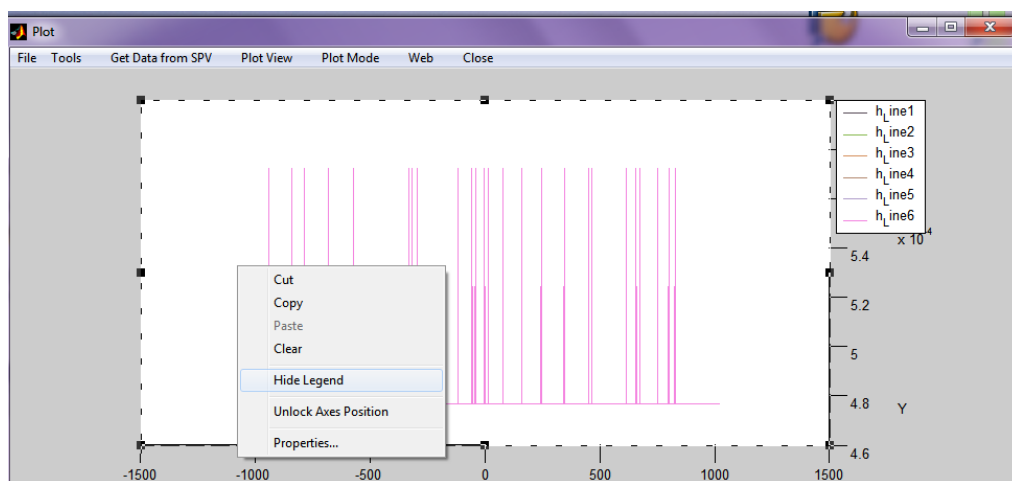 Plot
File Tools Get Data from SPV Plot View Plot Mode Web Close
h_Line1
h_Line2
h_Line3
h_Line4
h_Line5
h_Line6
x 10^4
5.4
5.2
5
4.8
Y
4.6
Cut
Copy
Paste
Clear
Hide Legend
Unlock Axes Position
Properties...
-1500 -1000 -500 0 500 1000 1500